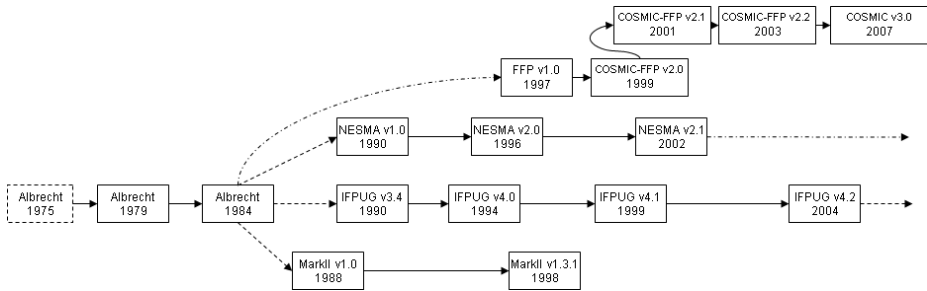 COSMIC-FFP v2.1
2001
COSMIC-FFP v2.2
2003
COSMIC v3.0
2007
FFP v1.0
1997
COSMIC-FFP v2.0
1999
NESMA v1.0
1990
NESMA v2.0
1996
NESMA v2.1
2002
Albrecht
1975
Albrecht
1979
Albrecht
1984
IFPUG v3.4
1990
IFPUG v4.0
1994
IFPUG v4.1
1999
IFPUG v4.2
2004
MarkII v1.0
1988
MarkII v1.3.1
1998